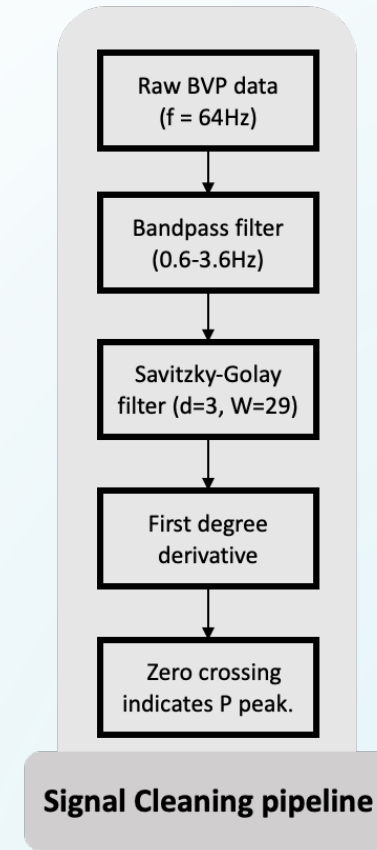 Raw BVP data
(f = 64Hz)
Bandpass filter
(0.6-3.6Hz)
Savitzky-Golay
filter (d=3, W=29)
First degree
derivative
Zero crossing
indicates P peak.
Signal Cleaning pipeline